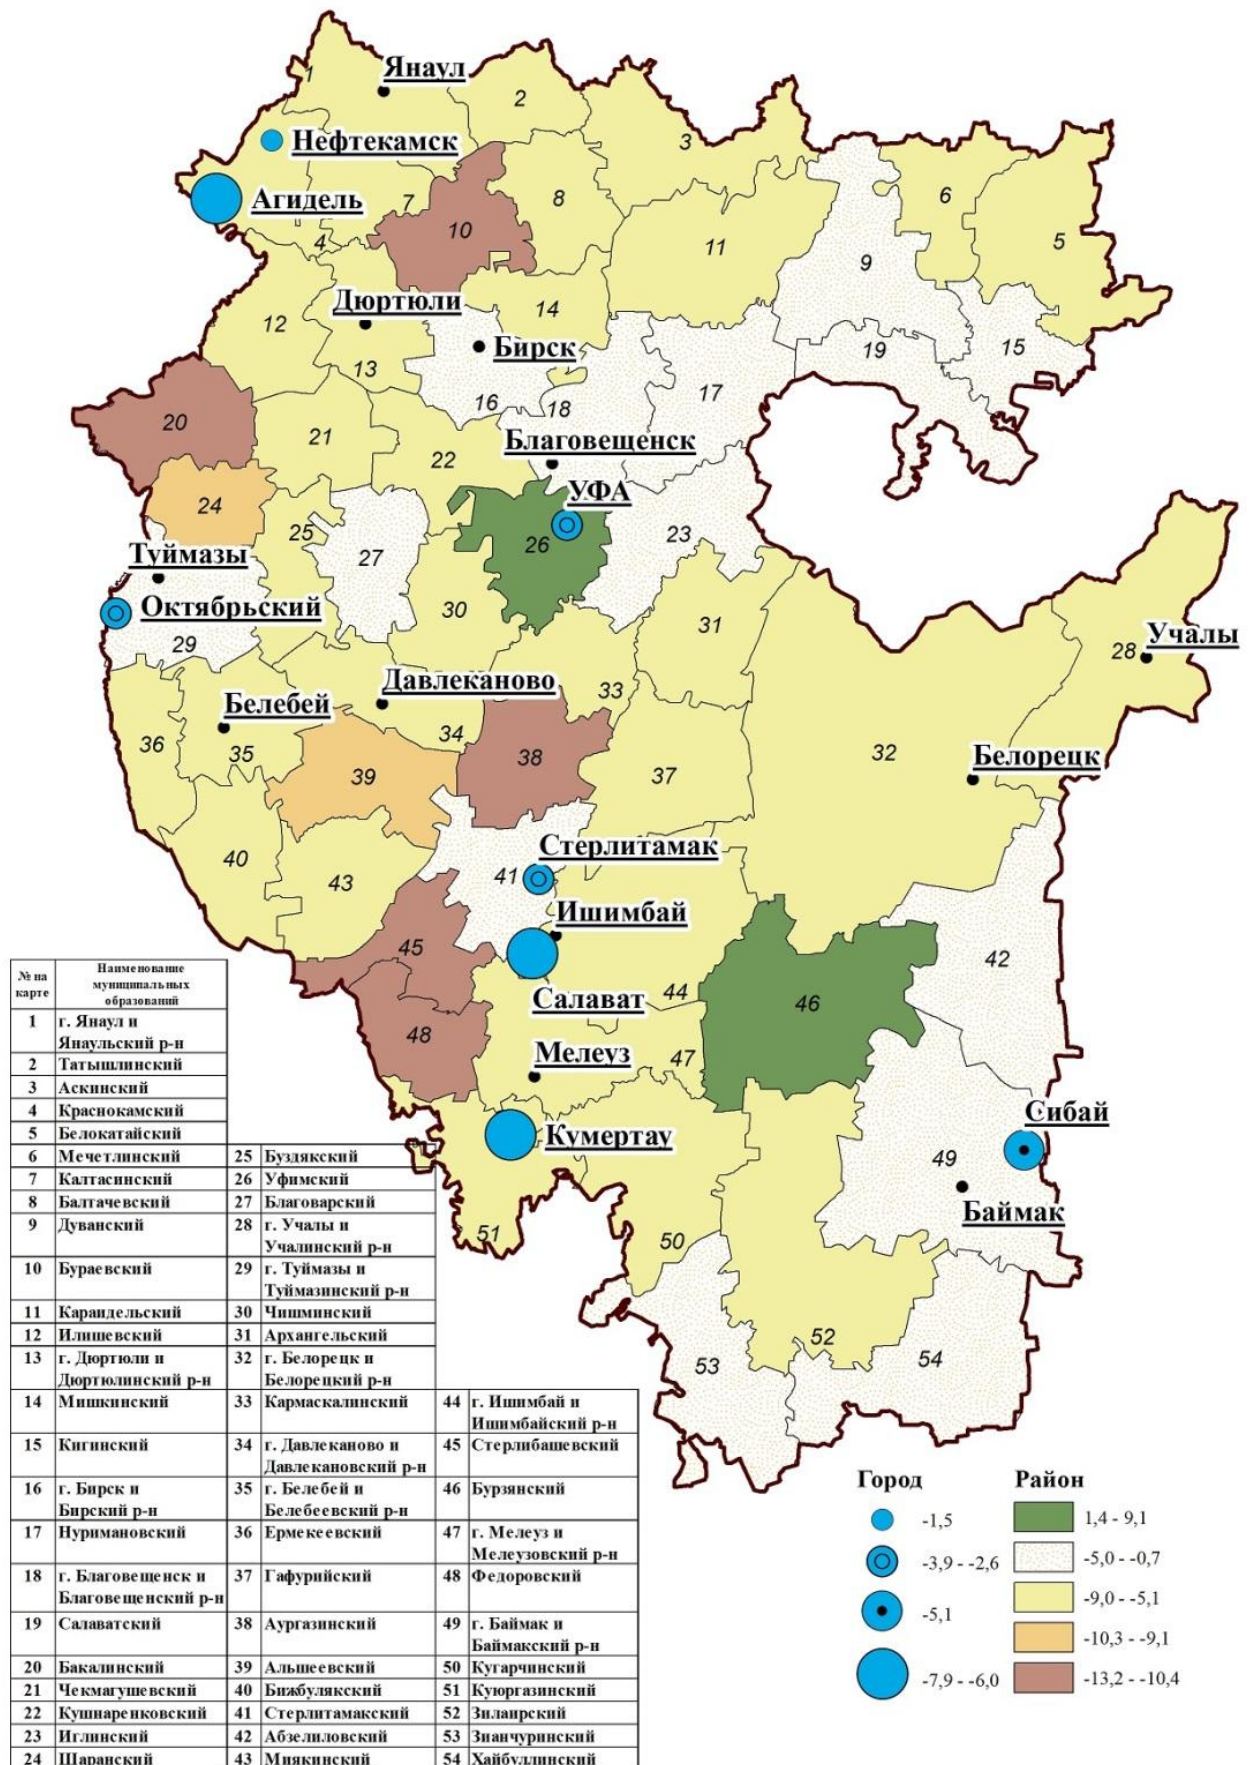 1
Янаул
2
3
Нефтекамск
Агидель
7
8
6
10
4
11
5
9
Дюртюли
12
14
13
Бирск
19
15
16
18
17
20
21
Благовещенск
22
24
УФА
25
26
23
27
Туймазы
Октябрьский
30
31
29
28
Учалы
Давлеканово
33
Белебей
34
36
35
38
32
Белорецк
39
37
40
43
Стерлитамак
41
Ишимбай
45
42
Салават
44
46
48
Мелеуз
47
Сибай
Кумертау
49
Баймак
51
50
52
53
54
№ на карте
Наименование муниципальных образований
1 г. Янаул и
Янаульский р-н
2 Татышлинский
3 Аскинский
4 Краснокамский
5 Белокатайский
6 Мечетлинский
7 Калтасинский
8 Балтачевский
9 Дуванский
10 Бураевский
11 Караидельский
12 Илишевский
13 г. Дюртюли и
Дюртюлинский р-н
14 Мишкинский
15 Кигинский
16 г. Бирск и
Бирский р-н
17 Нуримановский
18 г. Благовещенск и
Благовещенский р-н
19 Салаватский
20 Бакалинский
21 Чекмагушевский
22 Кушнаренковский
23 Иглинский
24 Шаранский
25 Буздякский
26 Уфимский
27 Благоварский
28 г. Учалы и
Учалинский р-н
29 г. Туймазы и
Туймазинский р-н
30 Чишминский
31 Архангельский
32 г. Белорецк и
Белорецкий р-н
33 Кармаскалинский
34 г. Давлеканово и
Давлекановский р-н
35 г. Белебей и
Белебеевский р-н
36 Ермекеевский
37 Гафурийский
38 Аургазинский
39 Альшеевский
40 Бижбулякский
41 Стерлитамакский
42 Абзелиловский
43 Миякинский
44 г. Ишимбай и
Ишимбайский р-н
45 Стерлибашевский
46 Бурзянский
47 г. Мелеуз и
Мелеузовский р-н
48 Федоровский
49 г. Баймак и
Баймакский р-н
50 Кугарчинский
51 Куюргазинский
52 Зилаирский
53 Зианчуринский
54 Хайбуллинский
Город
-1,5
-3,9 - -2,6
-5,1
-7,9 - -6,0
Район
1,4 - 9,1
-5,0 - -0,7
-9,0 - -5,1
-10,3 - -9,1
-13,2 - -10,4